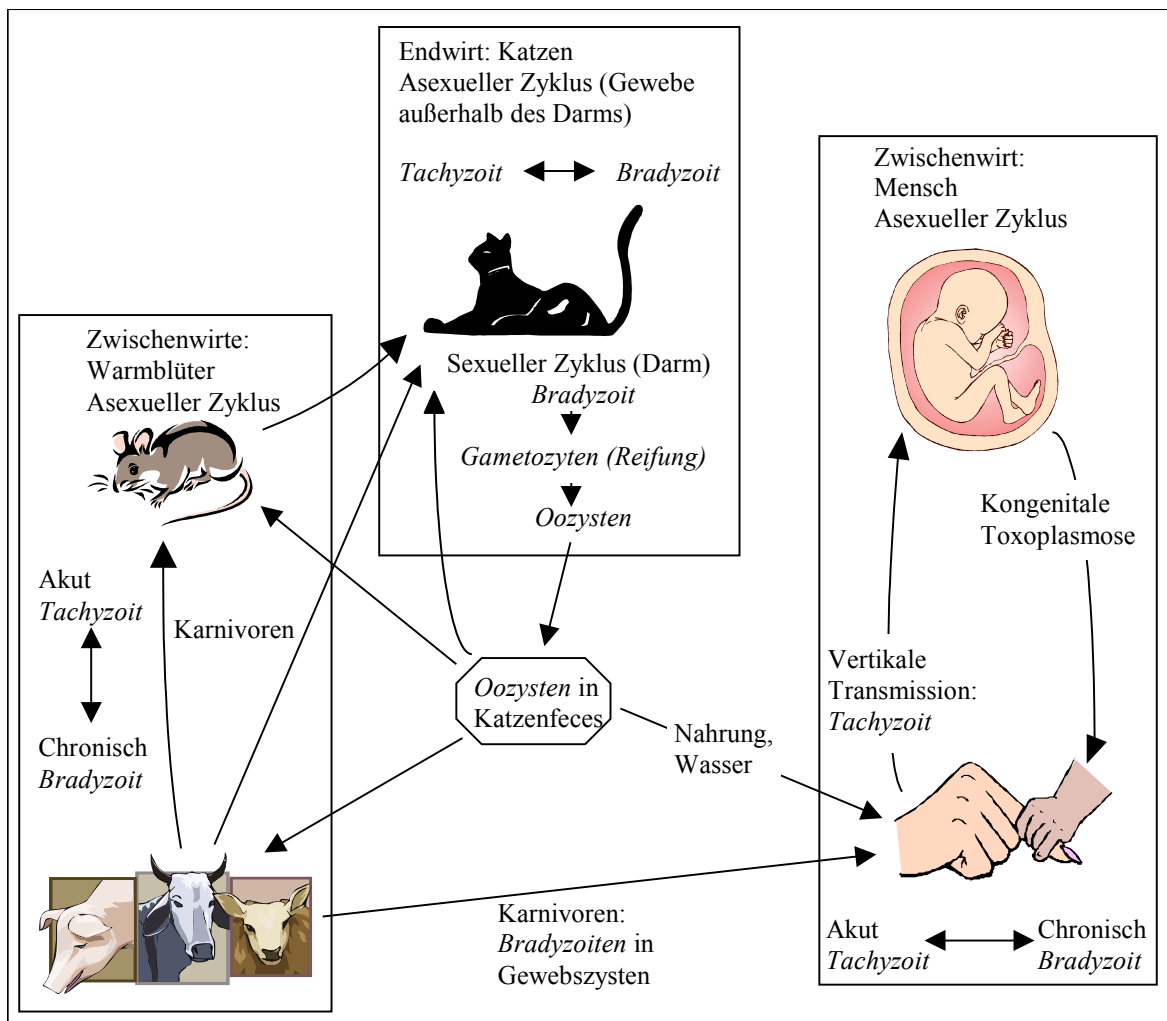 Endwirt: Katzen
Asexueller Zyklus (Gewebe
außerhalb des Darms)
Tachyzoit Bradyzoit
Sexueller Zyklus (Darm)
Bradyzoit
Gametozyten (Reifung)
Oozysten
Zwischenwirt:
Mensch
Asexueller Zyklus
Kongenitale
Toxoplasmose
Vertikale
Transmission:
Tachyzoit
Akut
Tachyzoit
Chronisch
Bradyzoit
Zwischenwirte:
Warmblüter
Asexueller Zyklus
Akut
Tachyzoit
Karnivoren
Chronisch
Bradyzoit
Oozysten in
Katzenfeces
Nahrung,
Wasser
Karnivoren:
Bradyzoiten in
Gewebszysten